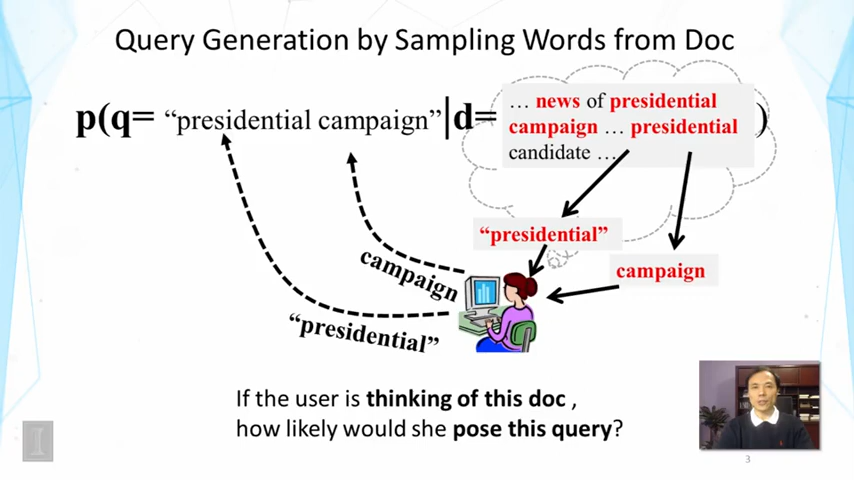 Query Generation by Sampling Words from Doc
p(q= “presidential campaign”|d=
… news of presidential
campaign … presidential
candidate …
)
“presidential”
campaign
campaign
“presidential”
If the user is thinking of this doc ,
how likely would she pose this query?
3
I